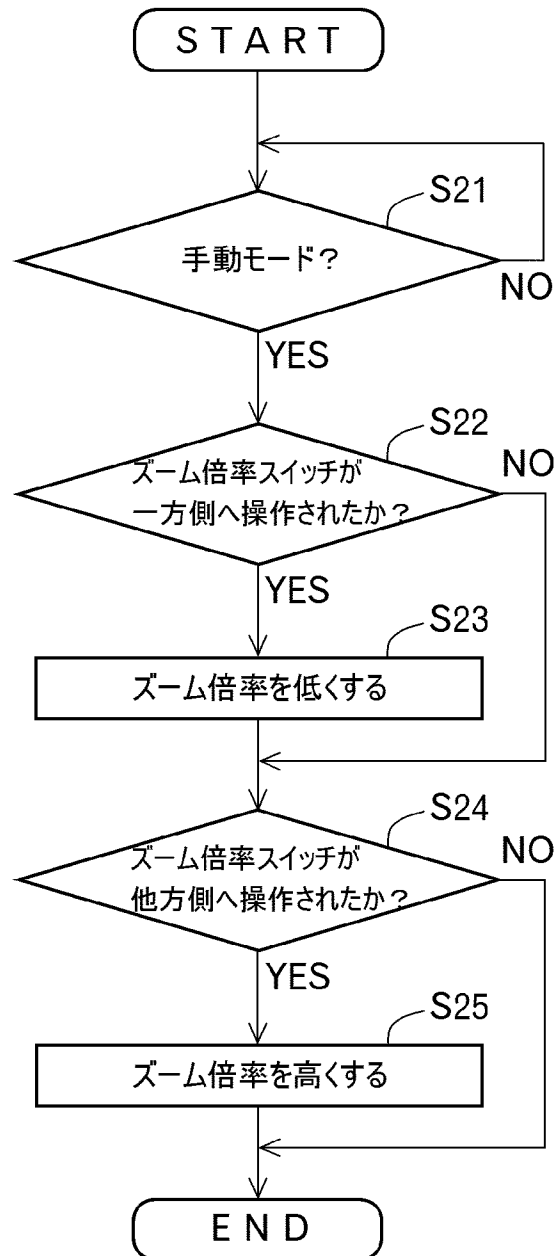 START
S21
手動モード?
NO
YES
S22
ズーム倍率スイッチが
NO
一方側へ操作されたか?
YES
S23
ズーム倍率を低くする
S24
ズーム倍率スイッチが
NO
他方側へ操作されたか?
YES
S25
ズーム倍率を高くする
END